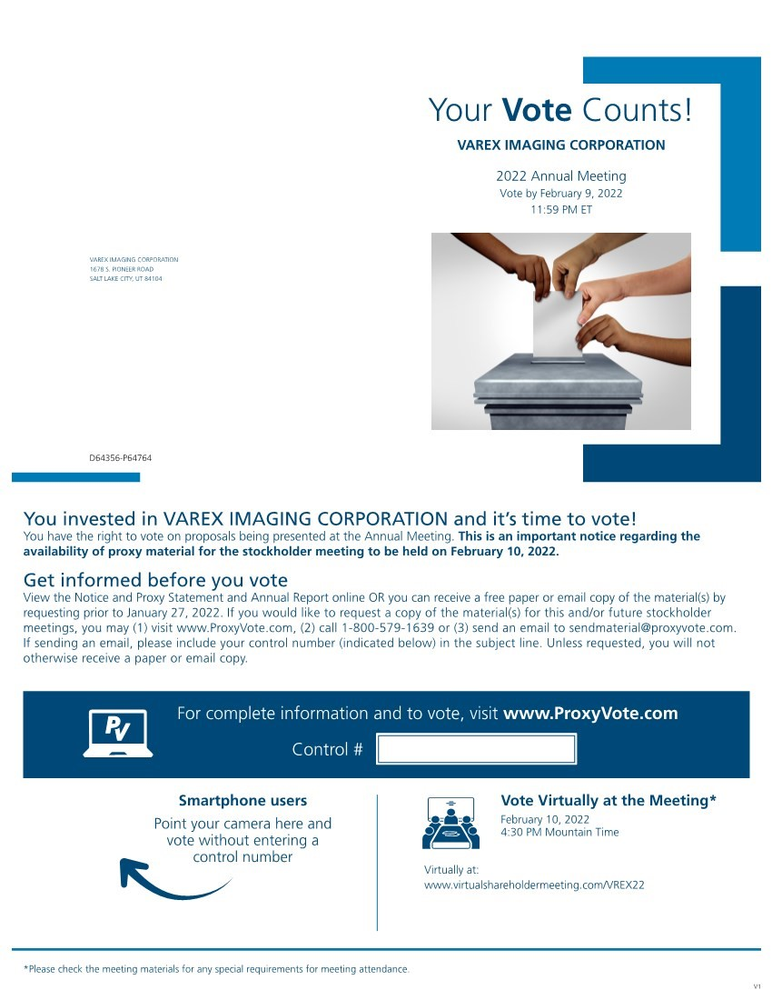 Your Vote Counts!
VAREX IMAGING CORPORATION
2022 Annual Meeting
Vote by February 9, 2022
11:59 PM ET
VAREX IMAGING CORPORATION
1678 S. PIONEER ROAD
SALT LAKE CITY, UT 84104
D64356-P64764
You invested in VAREX IMAGING CORPORATION and it’s time to vote!
You have the right to vote on proposals being presented at the Annual Meeting. This is an important notice regarding the
availability of proxy material for the stockholder meeting to be held on February 10, 2022.
Get informed before you vote
View the Notice and Proxy Statement and Annual Report online OR you can receive a free paper or email copy of the material(s) by
requesting prior to January 27, 2022. If you would like to request a copy of the material(s) for this and/or future stockholder
meetings, you may (1) visit www.ProxyVote.com, (2) call 1-800-579-1639 or (3) send an email to sendmaterial@proxyvote.com.
If sending an email, please include your control number (indicated below) in the subject line. Unless requested, you will not
otherwise receive a paper or email copy.
PV
For complete information and to vote, visit www.ProxyVote.com
Control #
Smartphone users
Point your camera here and
vote without entering a
control number
Vote Virtually at the Meeting*
February 10, 2022
4:30 PM Mountain Time
Virtually at:
www.virtualshareholdermeeting.com/VREX22
*Please check the meeting materials for any special requirements for meeting attendance.
V1